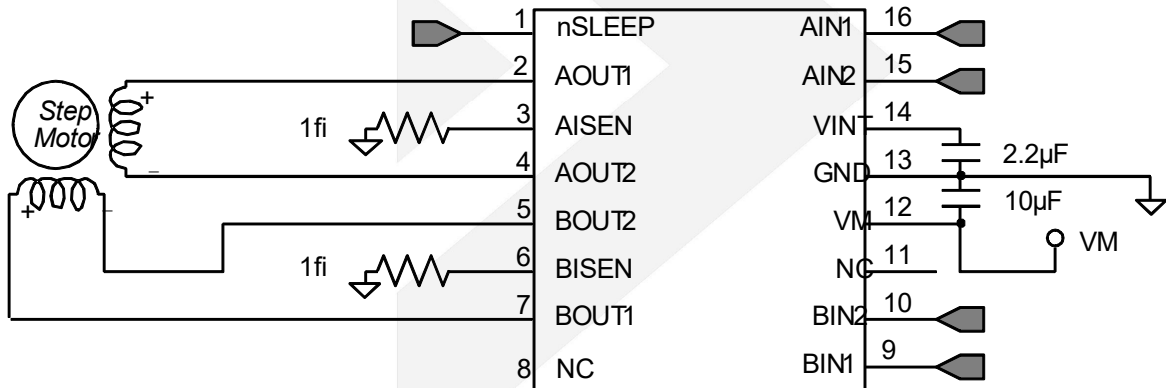 1 nSLEEP AIN1 16
2 AOUT1 AIN2 15
Step Motor
+
1fi 3 AISEN VINT 14
2.2µF
- 4 AOUT2 GND 13
10µF
+ - 5 BOUT2 VM 12
VM
1fi 6 BISEN NC 11
7 BOUT1 BIN2 10
8 NC BIN1 9